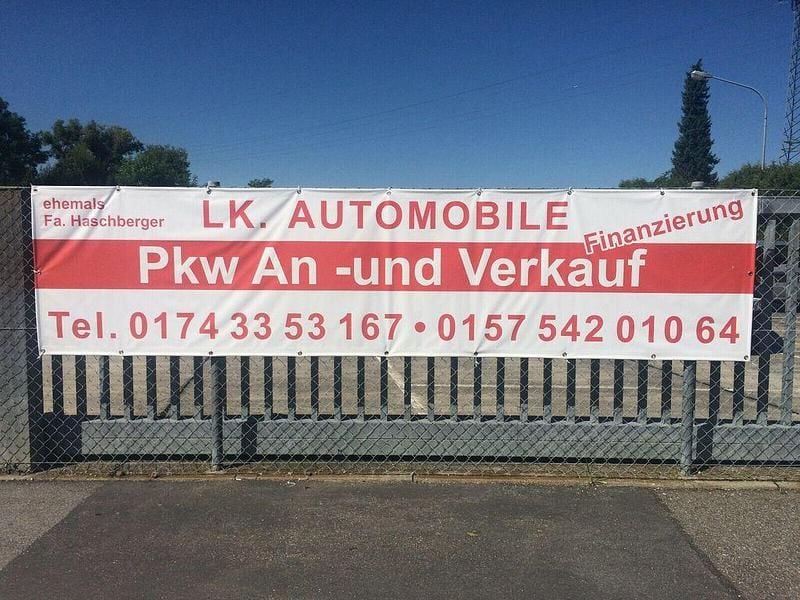 ehemals
Fa. Haschberger
LK. AUTOMOBILE
Finanzierung
Pkw An -und Verkauf
Tel. 0174 33 53 167 • 0157 542 010 64